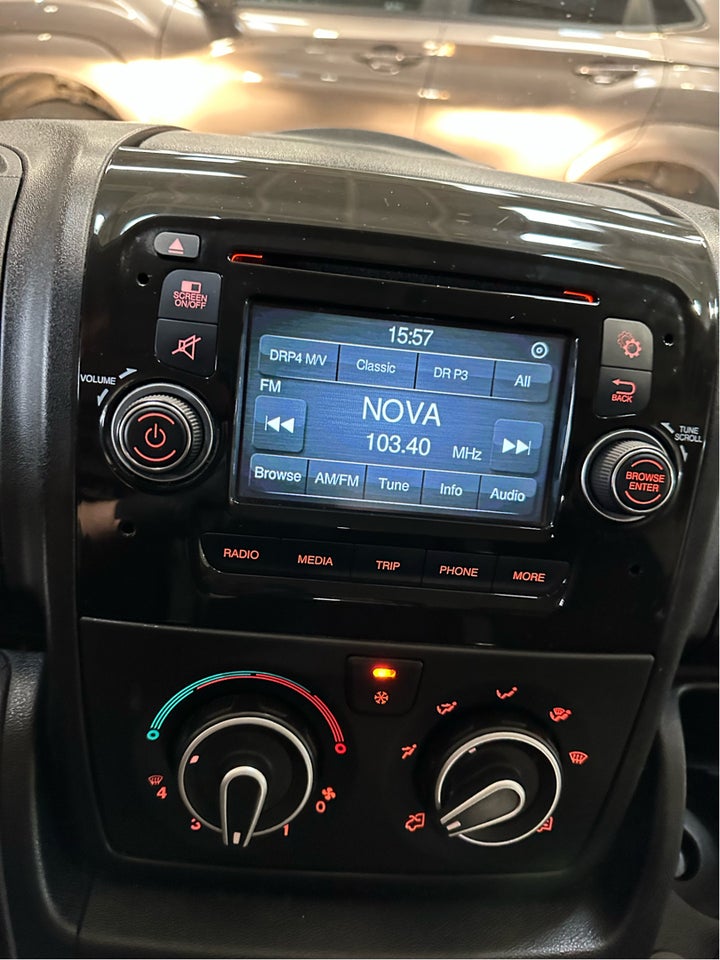 SCREEN
ON/OFF
VOLUME
15:57
DRP4 M/V
Classic
DR P3
All
FM
NOVA
103.40 MHz
Browse
AM/FM
Tune
Info
Audio
BACK
TUNE
SCROLL
BROWSE
ENTER
RADIO
MEDIA
TRIP
PHONE
MORE
4
3
1
0